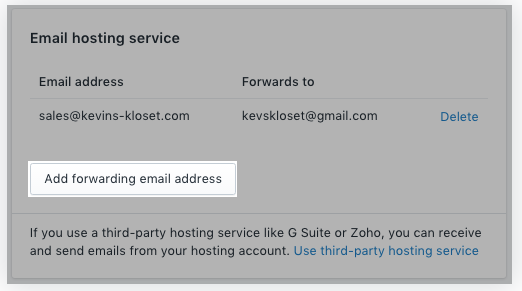 Email hosting service
Email address Forwards to
sales@kevins-kloset.com kevskloset@gmail.com Delete
Add forwarding email address
If you use a third-party hosting service like G Suite or Zoho, you can receive
and send emails from your hosting account. Use third-party hosting service